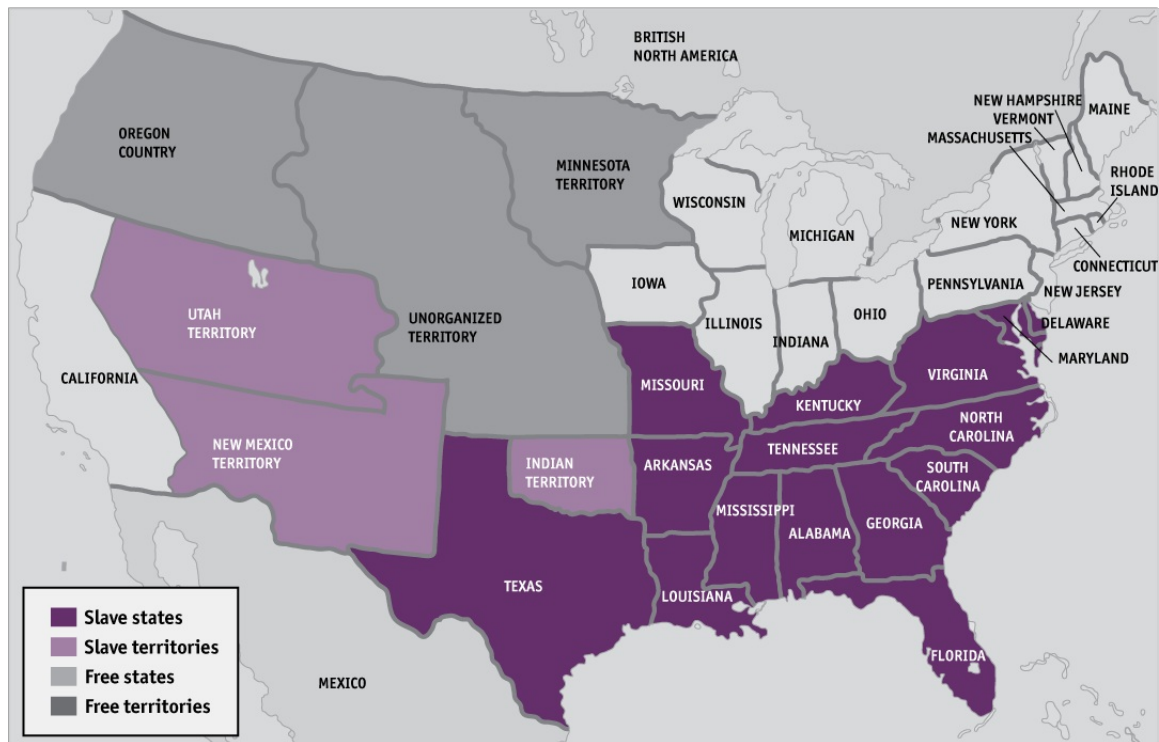 BRITISH
NORTH AMERICA
OREGON
COUNTRY
MINNESOTA
TERRITORY
NEW HAMPSHIRE
VERMONT
MASSACHUSETTS
MAINE
RHODE
ISLAND
WISCONSIN
MICHIGAN
NEW YORK
CONNECTICUT
IOWA
PENNSYLVANIA
NEW JERSEY
UTAH
TERRITORY
UNORGANIZED
TERRITORY
ILLINOIS
INDIANA
OHIO
DELAWARE
MARYLAND
CALIFORNIA
MISSOURI
KENTUCKY
VIRGINIA
NEW MEXICO
TERRITORY
INDIAN
TERRITORY
ARKANSAS
TENNESSEE
NORTH
CAROLINA
SOUTH
CAROLINA
MISSISSIPPI
ALABAMA
GEORGIA
TEXAS
LOUISIANA
FLORIDA
MEXICO
Slave states
Slave territories
Free states
Free territories